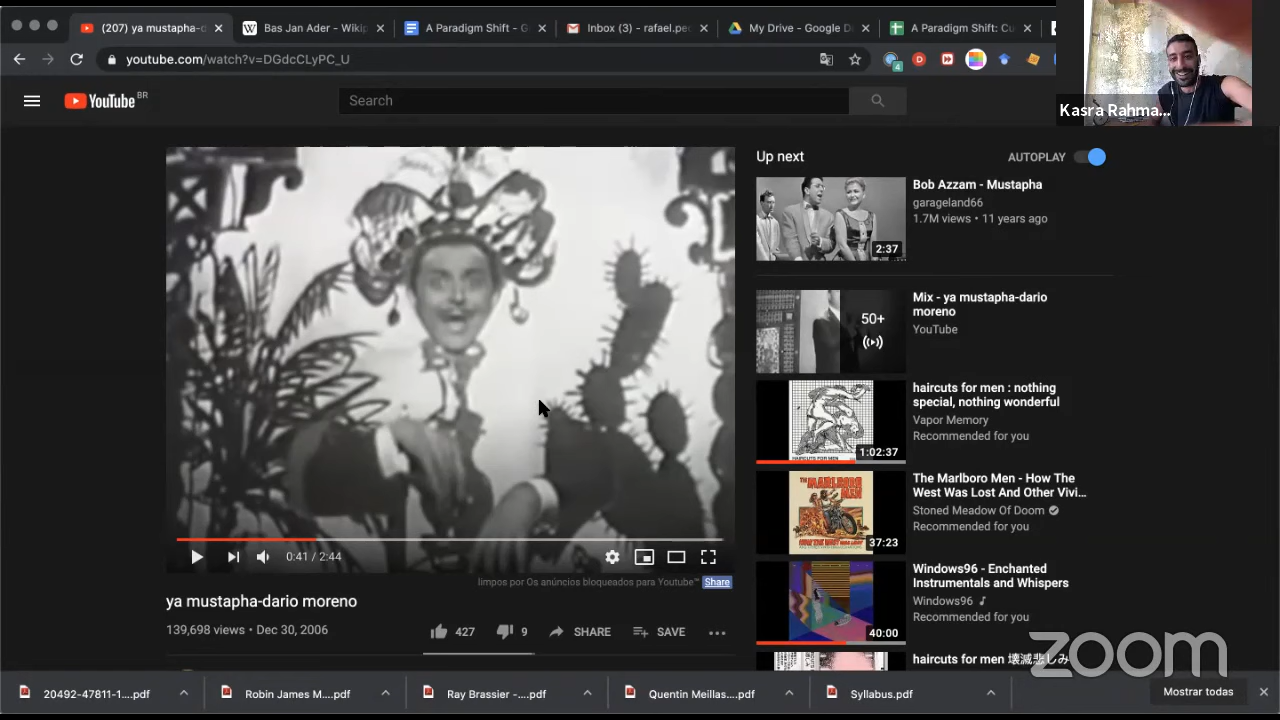 (207) ya mustapha-d
Bas Jan Ader - Wikip
A Paradigm Shift - G
Inbox (3) - rafael.pe
My Drive - Google D
A Paradigm Shift: Cu
youtube.com/watch?v=DGdcCLyPC_U
Kasra Rahma...
YouTube BR
Search
Up next
AUTOPLAY
Bob Azzam - Mustapha
garageland66
1.7M views • 11 years ago
2:37
Mix - ya mustapha-dario
moreno
YouTube
50+
haircuts for men : nothing
special, nothing wonderful
Vapor Memory
Recommended for you
1:02:37
The Marlboro Men - How The
West Was Lost And Other Vivi...
Stoned Meadow Of Doom
Recommended for you
37:23
Windows96 - Enchanted
Instrumentals and Whispers
Windows96
Recommended for you
40:00
haircuts for men 壊滅悲しみ
0:41 / 2:44
limpos por Os anúncios bloqueados para Youtube™ Share
ya mustapha-dario moreno
139,698 views • Dec 30, 2006
427
9
SHARE
SAVE
zoom
20492-47811-1....pdf
Robin James M....pdf
Ray Brassier -....pdf
Quentin Meillas....pdf
Syllabus.pdf
Mostrar todas